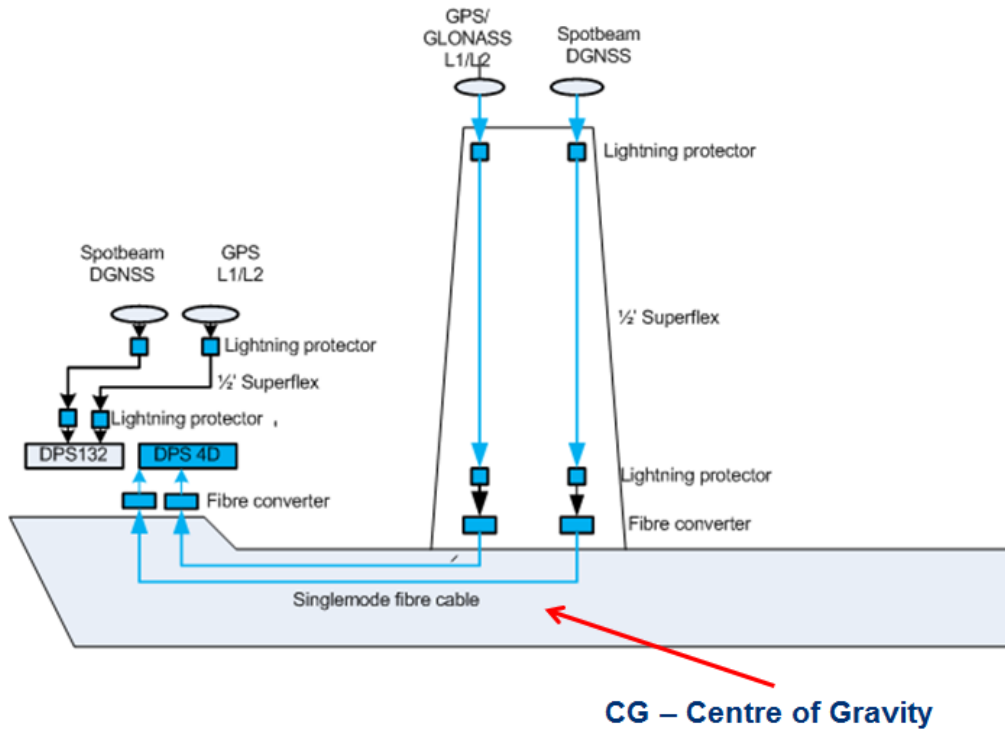 GPS/
GLONASS
L1/L2
Spotbeam
DGNSS
Lightning protector
Spotbeam
DGNSS
GPS
L1/L2
½' Superflex
Lightning protector
½' Superflex
Lightning protector
DPS132
DPS 4D
Lightning protector
Fibre converter
Fibre converter
Singlemode fibre cable
CG – Centre of Gravity